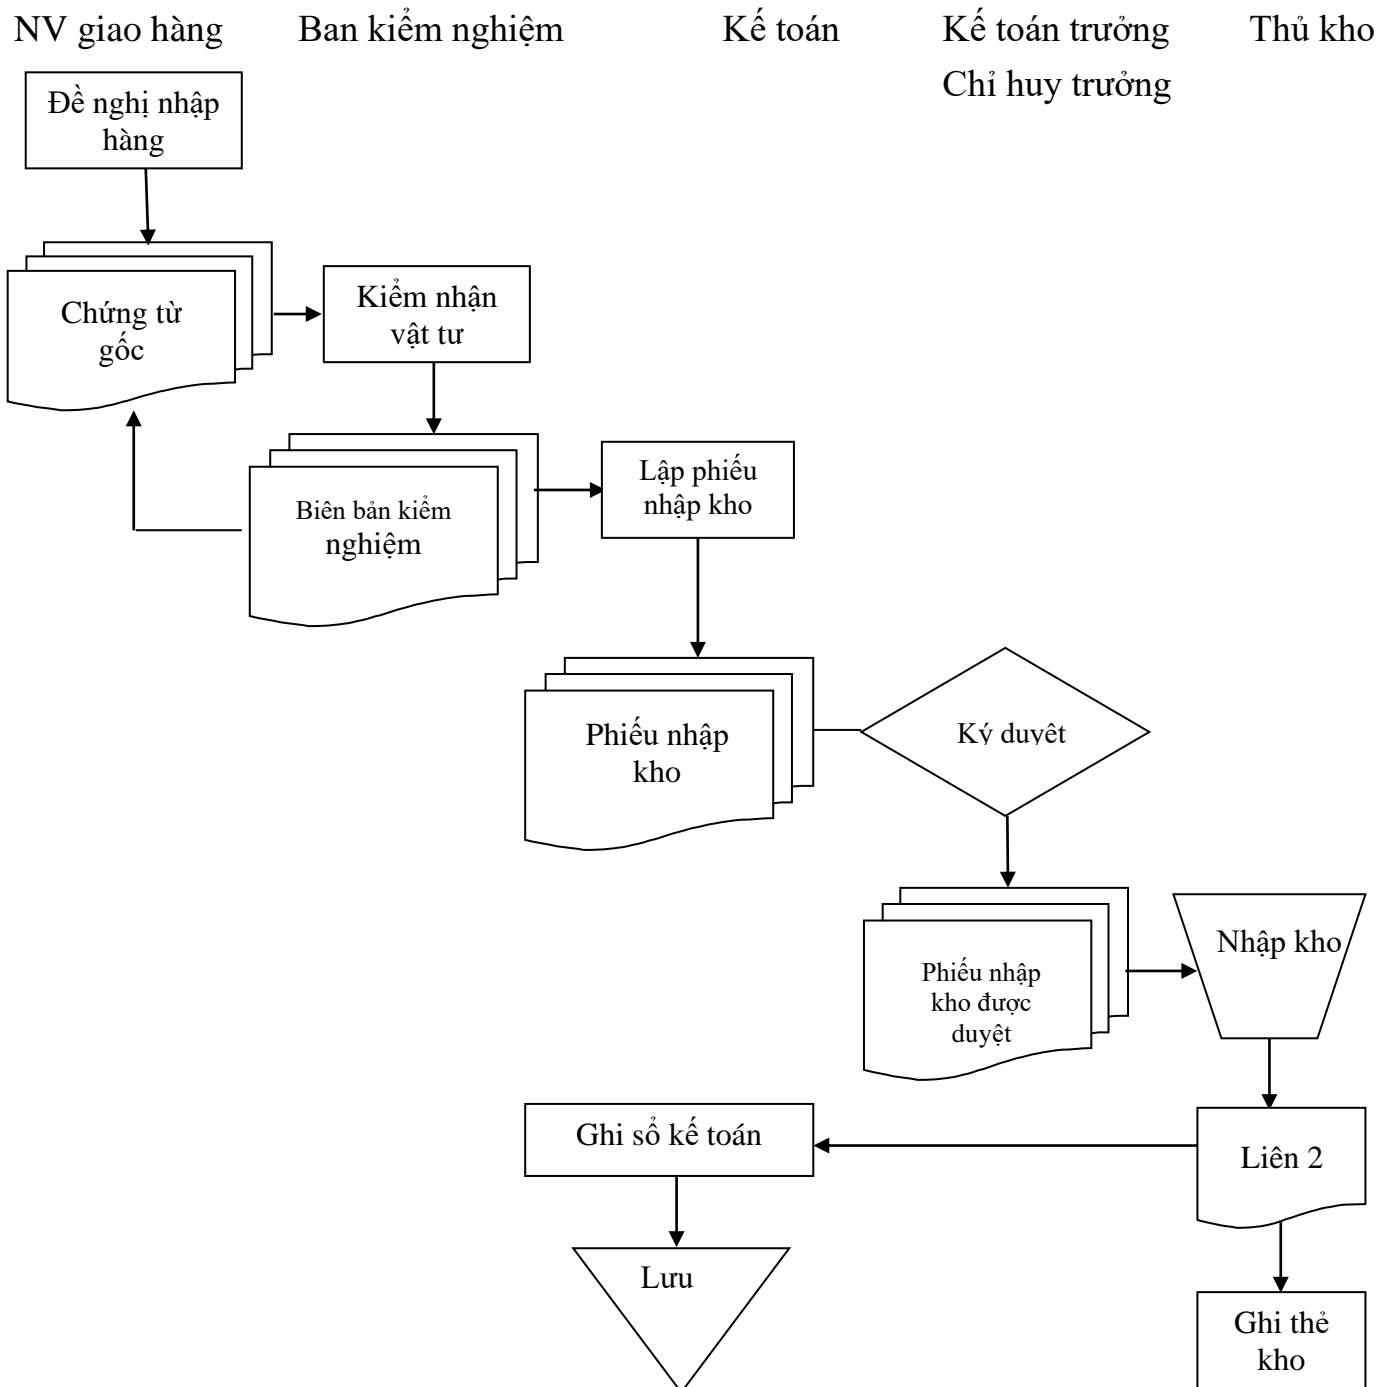 NV giao hàng
Ban kiểm nghiệm
Kế toán
Kế toán trưởng
Chỉ huy trưởng
Thủ kho
Đề nghị nhập
hàng
Chứng từ
gốc
Kiểm nhận
vật tư
Biên bản kiểm
nghiệm
Lập phiếu
nhập kho
Phiếu nhập
kho
Ký duyệt
Phiếu nhập
kho được
duyệt
Nhập kho
Ghi sổ kế toán
Liên 2
Lưu
Ghi thẻ
kho